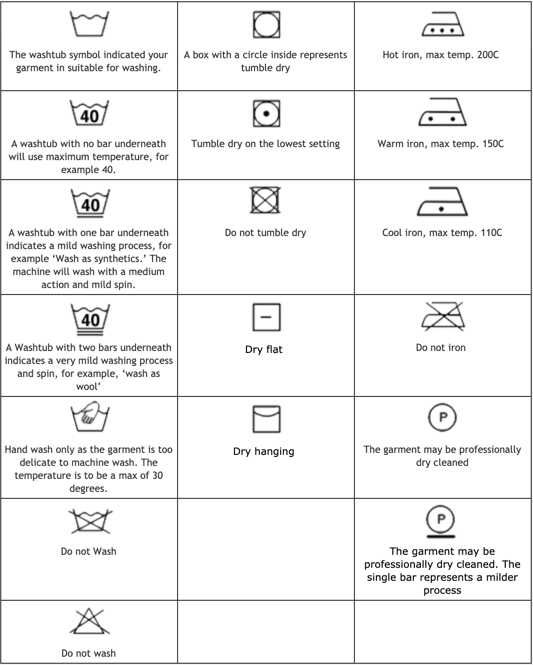 The washtub symbol indicated your
garment in suitable for washing.
A box with a circle inside represents
tumble dry
Hot iron, max temp. 200C
40
A washtub with no bar underneath
will use maximum temperature, for
example 40.
Tumble dry on the lowest setting
Warm iron, max temp. 150C
40
A washtub with one bar underneath
indicates a mild washing process, for
example ‘Wash as synthetics.’ The
machine will wash with a medium
action and mild spin.
Do not tumble dry
Cool iron, max temp. 110C
40
A Washtub with two bars underneath
indicates a very mild washing process
and spin, for example, ‘wash as
wool’
Dry flat
Do not iron
Hand wash only as the garment is too
delicate to machine wash. The
temperature is to be a max of 30
degrees.
Dry hanging
P
The garment may be professionally
dry cleaned
Do not Wash
P
The garment may be
professionally dry cleaned. The
single bar represents a milder
process
Do not wash